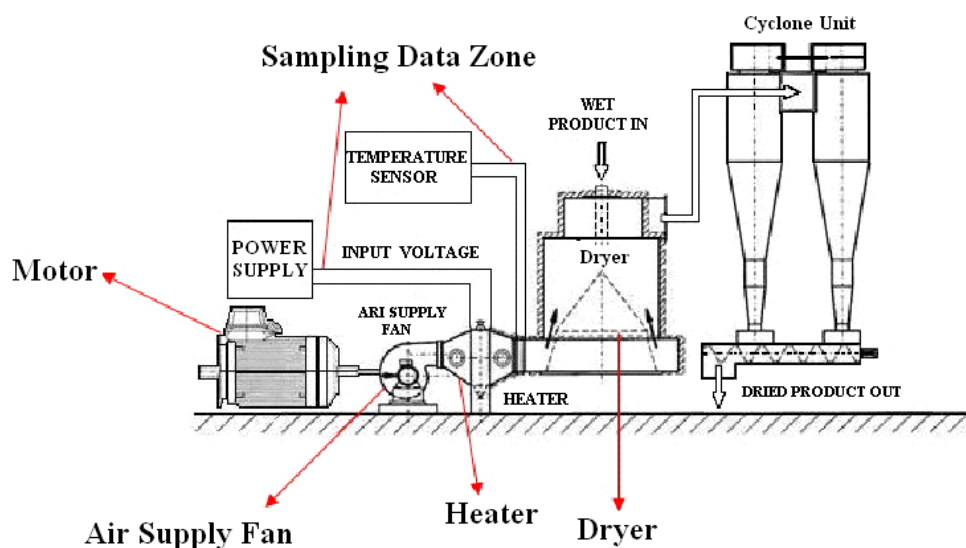 Cyclone Unit
Sampling Data Zone
WET
PRODUCT IN
TEMPERATURE
SENSOR
POWER
SUPPLY
INPUT VOLTAGE
Dryer
Motor
ARI SUPPLY
FAN
HEATER
DRIED PRODUCT OUT
Air Supply Fan
Heater
Dryer